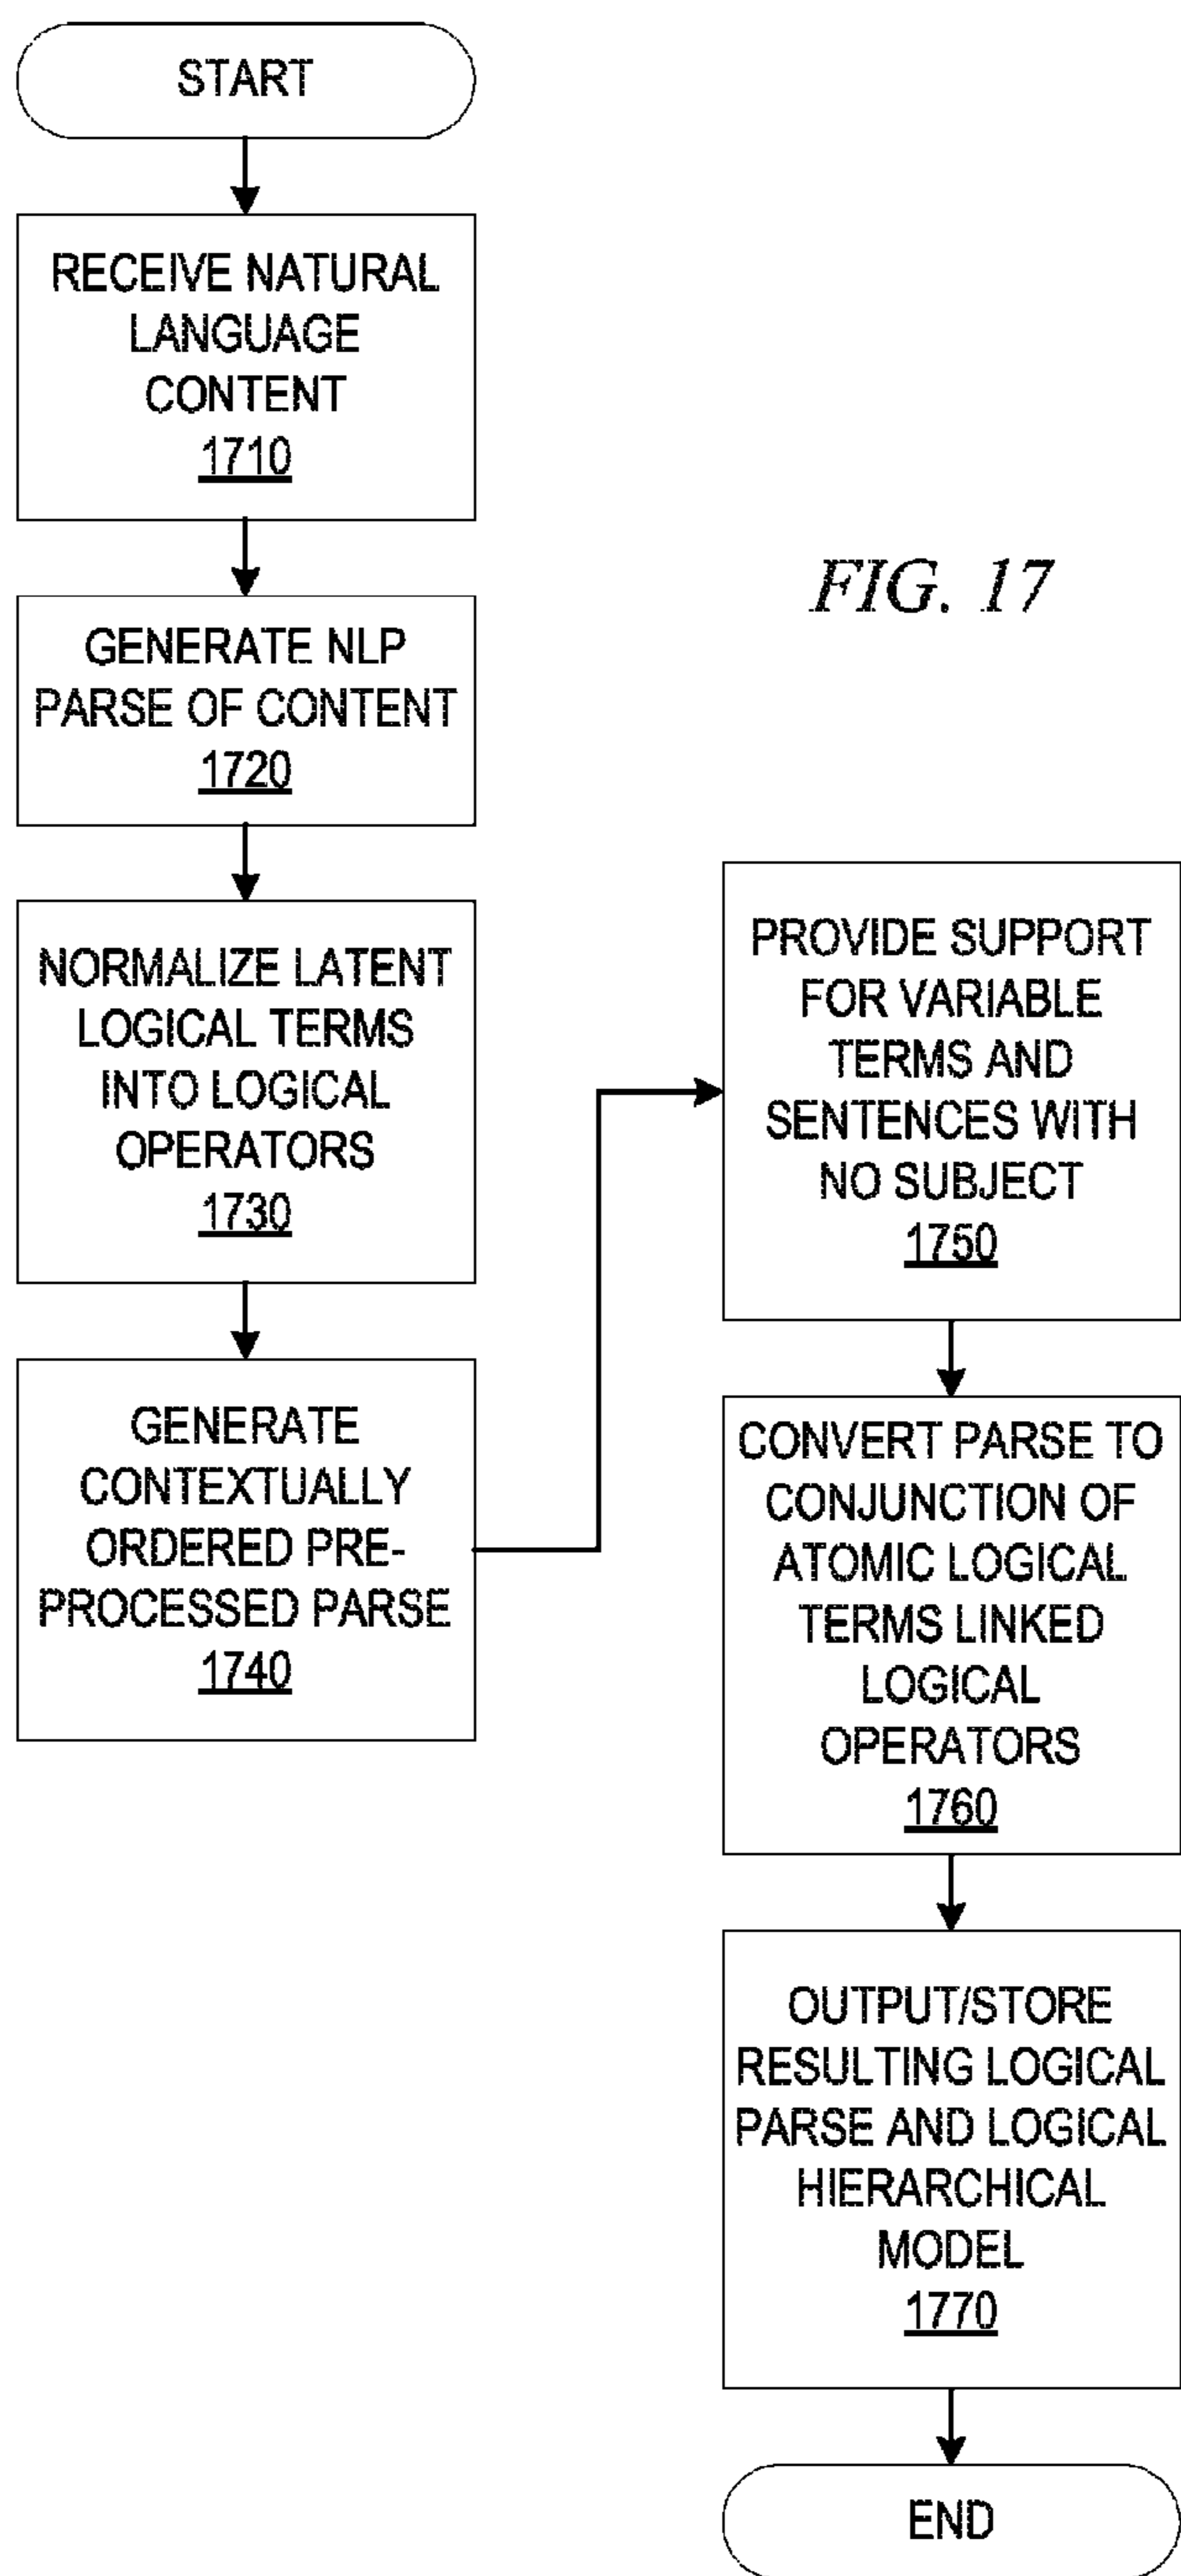 START
RECEIVE NATURAL
LANGUAGE
CONTENT
1710
GENERATE NLP
PARSE OF CONTENT
1720
NORMALIZE LATENT
LOGICAL TERMS
INTO LOGICAL
OPERATORS
1730
GENERATE
CONTEXTUALLY
ORDERED PRE-
PROCESSED PARSE
1740
FIG. 17
PROVIDE SUPPORT
FOR VARIABLE
TERMS AND
SENTENCES WITH
NO SUBJECT
1750
CONVERT PARSE TO
CONJUNCTION OF
ATOMIC LOGICAL
TERMS LINKED
LOGICAL
OPERATORS
1760
OUTPUT/STORE
RESULTING LOGICAL
PARSE AND LOGICAL
HIERARCHICAL
MODEL
1770
END